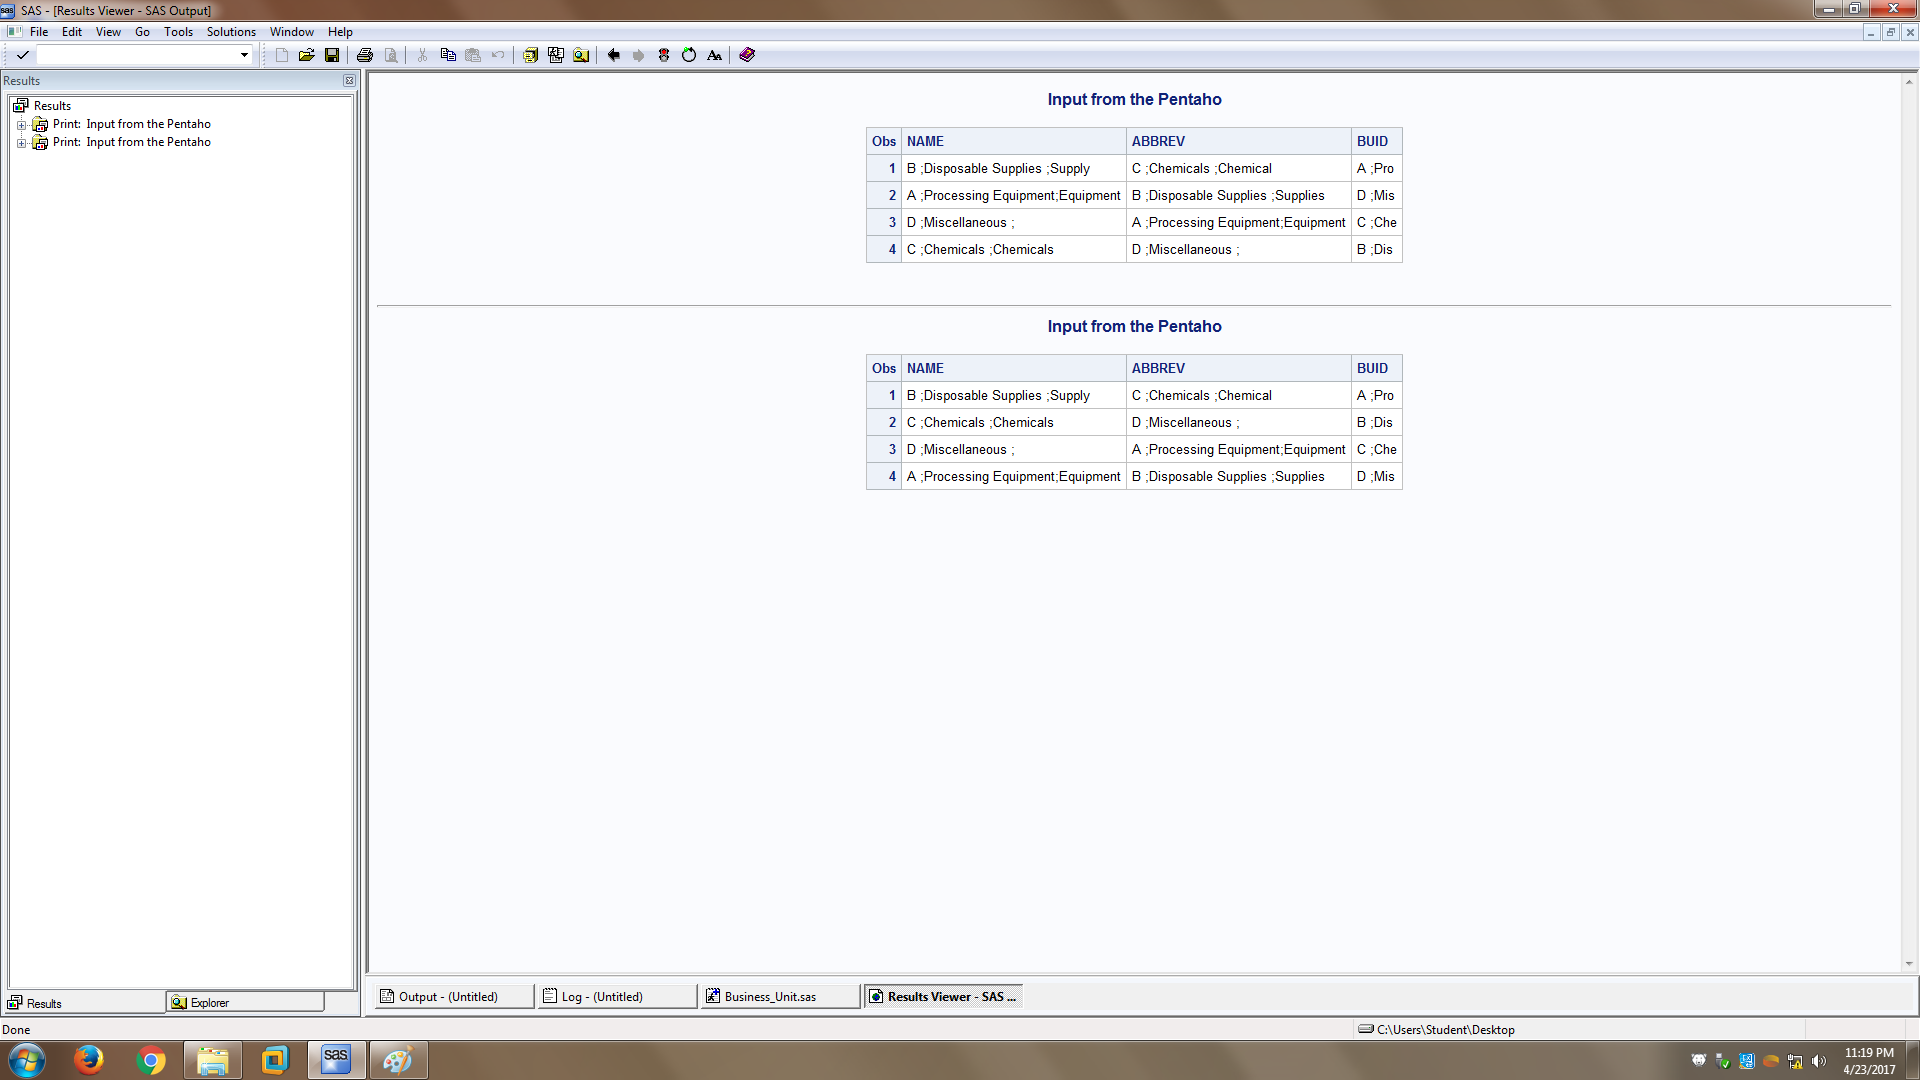 SAS - [Results Viewer - SAS Output]
File Edit View Go Tools Solutions Window Help
Results
Results
Print: Input from the Pentaho
Print: Input from the Pentaho
Input from the Pentaho
Obs NAME ABBREV BUID
1 B ;Disposable Supplies ;Supply C ;Chemicals ;Chemical A ;Pro
2 A ;Processing Equipment;Equipment B ;Disposable Supplies ;Supplies D ;Mis
3 D ;Miscellaneous ; A ;Processing Equipment;Equipment C ;Che
4 C ;Chemicals ;Chemicals D ;Miscellaneous ; B ;Dis
Input from the Pentaho
Obs NAME ABBREV BUID
1 B ;Disposable Supplies ;Supply C ;Chemicals ;Chemical A ;Pro
2 C ;Chemicals ;Chemicals D ;Miscellaneous ; B ;Dis
3 D ;Miscellaneous ; A ;Processing Equipment;Equipment C ;Che
4 A ;Processing Equipment;Equipment B ;Disposable Supplies ;Supplies D ;Mis
Results Explorer
Output - (Untitled) Log - (Untitled) Business_Unit.sas Results Viewer - SAS ...
Done C:\Users\Student\Desktop
sas
11:19 PM
4/23/2017